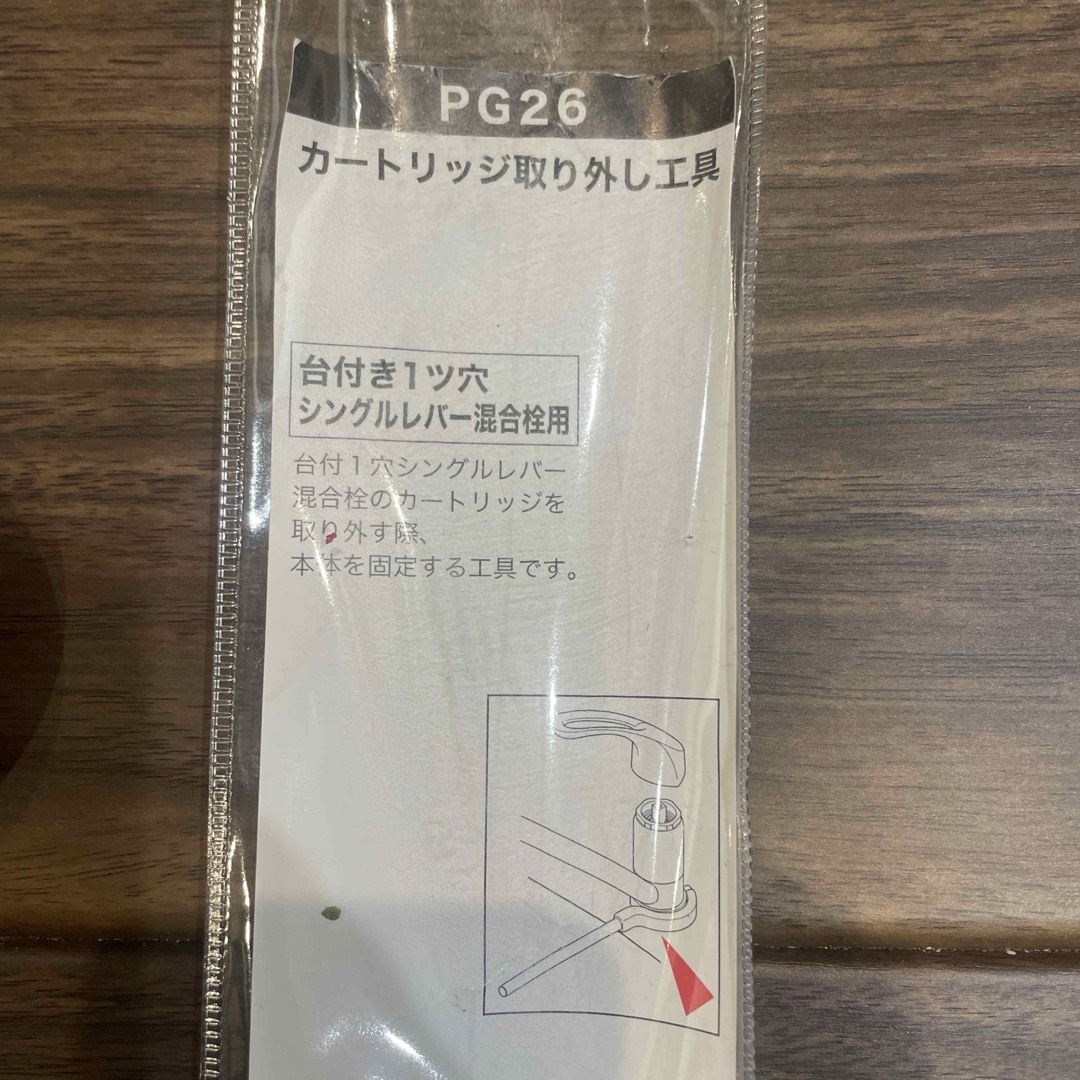 PG26
カートリッジ取り外し工具
台付き1ツ穴
シングルレバー混合栓用
台付1穴シングルレバー
混合栓のカートリッジを
取り外す際、
本体を固定する工具です。